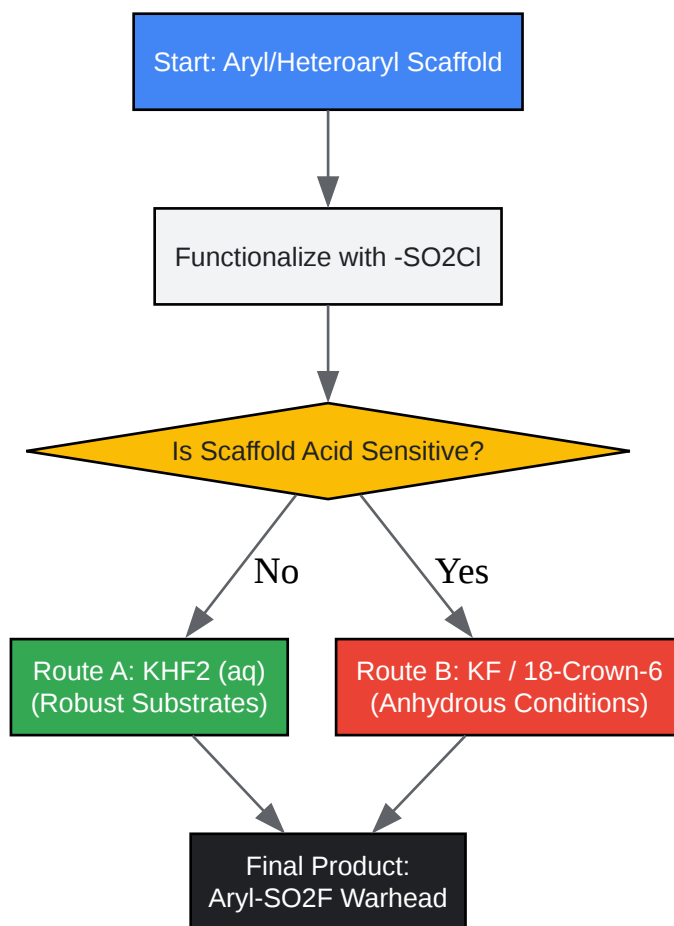 Start: Aryl/Heteroaryl Scaffold
Functionalize with -SO2Cl
Is Scaffold Acid Sensitive?
No
Yes
Route A: KHF2 (aq)
(Robust Substrates)
Route B: KF / 18-Crown-6
(Anhydrous Conditions)
Final Product:
Aryl-SO2F Warhead